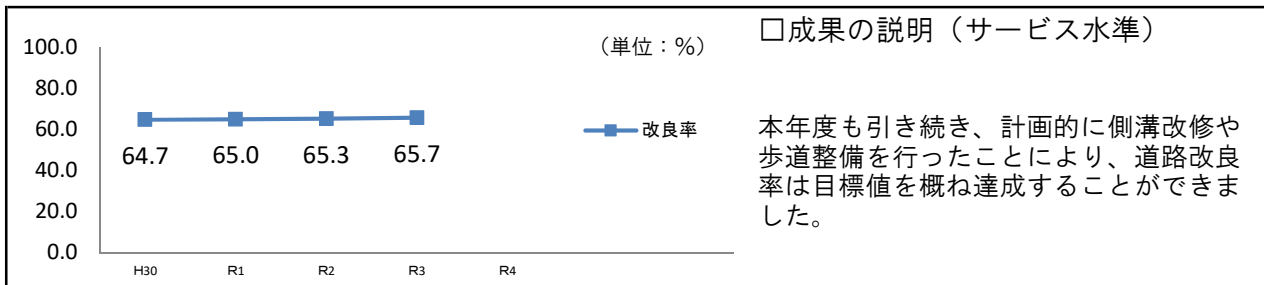 100.0
80.0
60.0
40.0
20.0
0.0
(単位：%)
64.7 65.0 65.3 65.7
改良率
H30 R1 R2 R3 R4
□成果の説明（サービス水準）
本年度も引き続き、計画的に側溝改修や
歩道整備を行ったことにより、道路改良
率は目標値を概ね達成することができま
した。